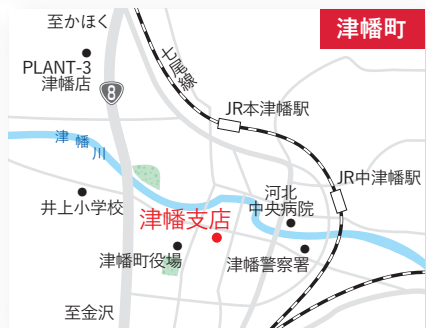 津幡町
至かほく
PLANT-3
津幡店
8
七尾線
JR本津幡駅
津幡川
JR中津幡駅
井上小学校
河北
中央病院
津幡支店
津幡町役場
津幡警察署
至金沢